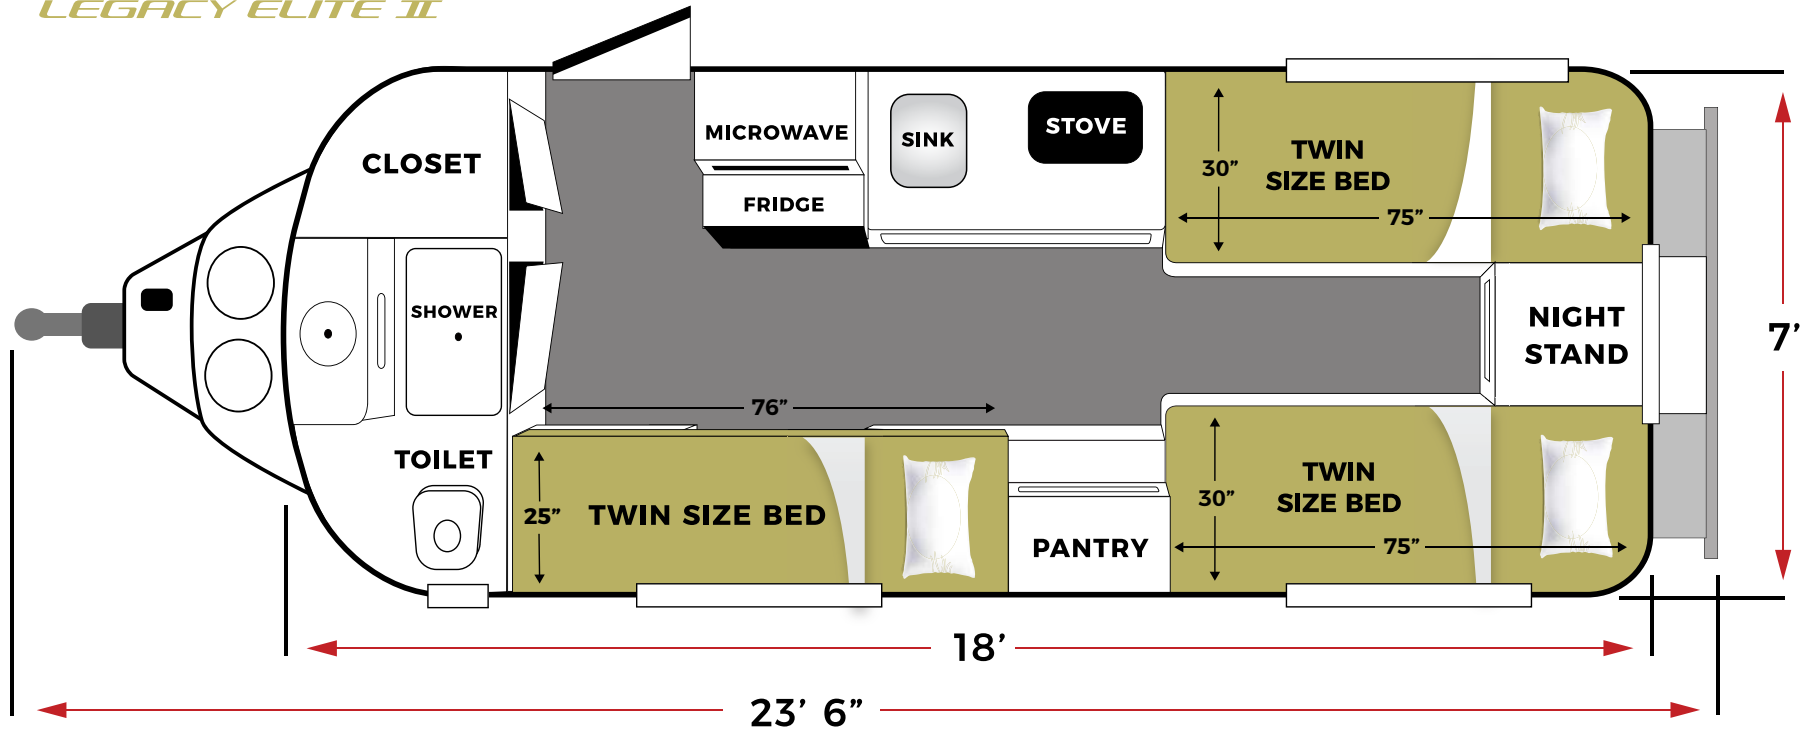 LEGACY ELITE II
CLOSET
MICROWAVE
FRIDGE
SINK
STOVE
30”
TWIN
SIZE BED
75”
SHOWER
NIGHT
STAND
7’
76”
TOILET
25”
TWIN SIZE BED
PANTRY
30”
TWIN
SIZE BED
75”
18’
23’ 6”